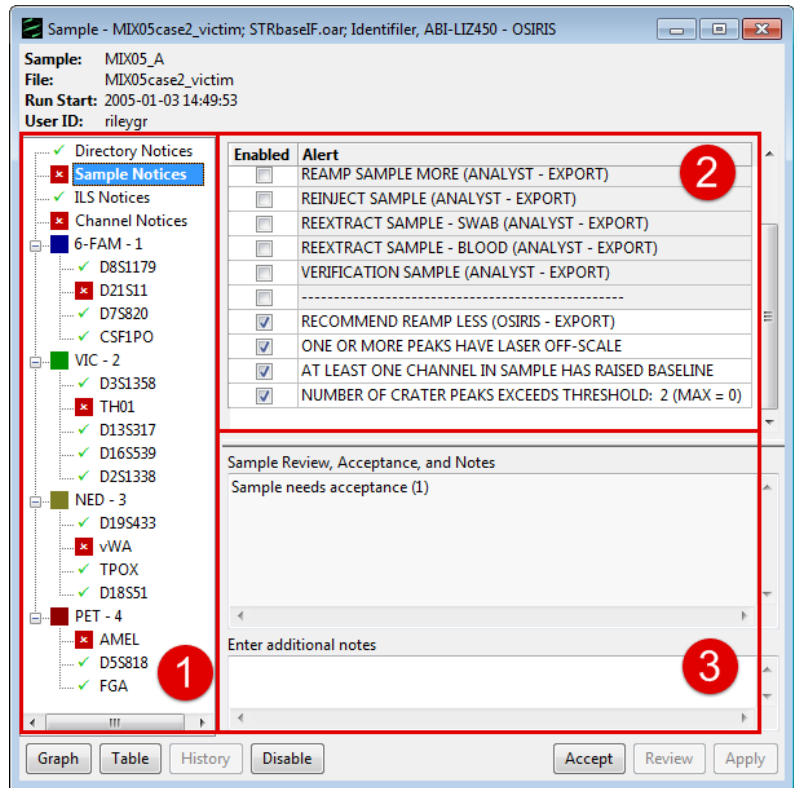 Sample - MIX05case2_victim; STRbaseIF.oar; Identifiler, ABI-LIZ450 - OSIRIS
Sample: MIX05_A
File: MIX05case2_victim
Run Start: 2005-01-03 14:49:53
User ID: rileygr
Directory Notices
Sample Notices
ILS Notices
Channel Notices
6-FAM - 1
D8S1179
D21S11
D7S820
CSF1PO
VIC - 2
D3S1358
TH01
D13S317
D16S539
D2S1338
NED - 3
D19S433
vWA
TPOX
D18S51
PET - 4
AMEL
D5S818
FGA
1
Enabled Alert
2
REAMP SAMPLE MORE (ANALYST - EXPORT)
REINJECT SAMPLE (ANALYST - EXPORT)
REEXTRACT SAMPLE - SWAB (ANALYST - EXPORT)
REEXTRACT SAMPLE - BLOOD (ANALYST - EXPORT)
VERIFICATION SAMPLE (ANALYST - EXPORT)
--------------------------------------------------
RECOMMEND REAMP LESS (OSIRIS - EXPORT)
ONE OR MORE PEAKS HAVE LASER OFF-SCALE
AT LEAST ONE CHANNEL IN SAMPLE HAS RAISED BASELINE
NUMBER OF CRATER PEAKS EXCEEDS THRESHOLD: 2 (MAX = 0)
Sample Review, Acceptance, and Notes
Sample needs acceptance (1)
Enter additional notes
3
Graph Table History Disable Accept Review Apply